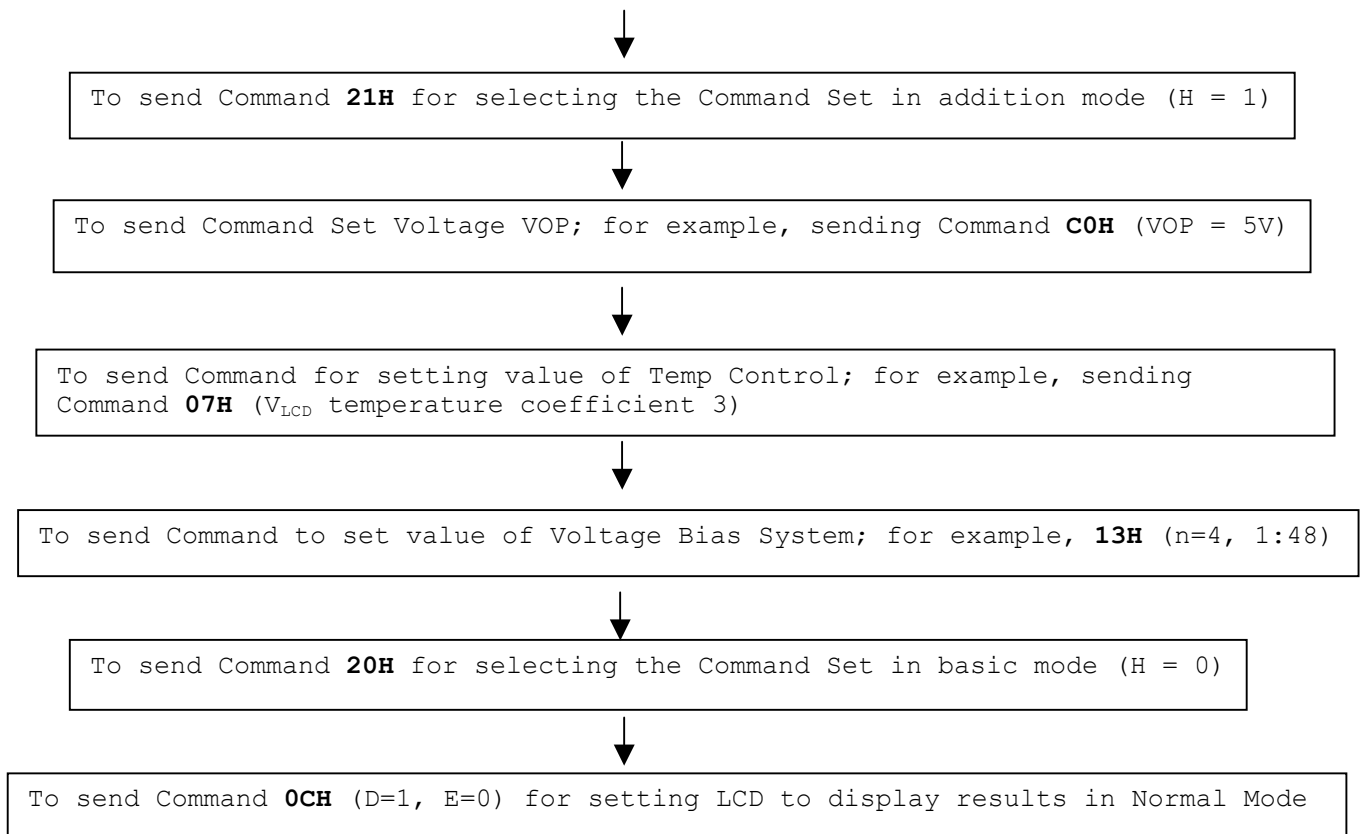 To send Command 21H for selecting the Command Set in addition mode (H = 1)
To send Command Set Voltage VOP; for example, sending Command C0H (VOP = 5V)
To send Command for setting value of Temp Control; for example, sending
Command 07H (VLCD temperature coefficient 3)
To send Command to set value of Voltage Bias System; for example, 13H (n=4, 1:48)
To send Command 20H for selecting the Command Set in basic mode (H = 0)
To send Command 0CH (D=1, E=0) for setting LCD to display results in Normal Mode